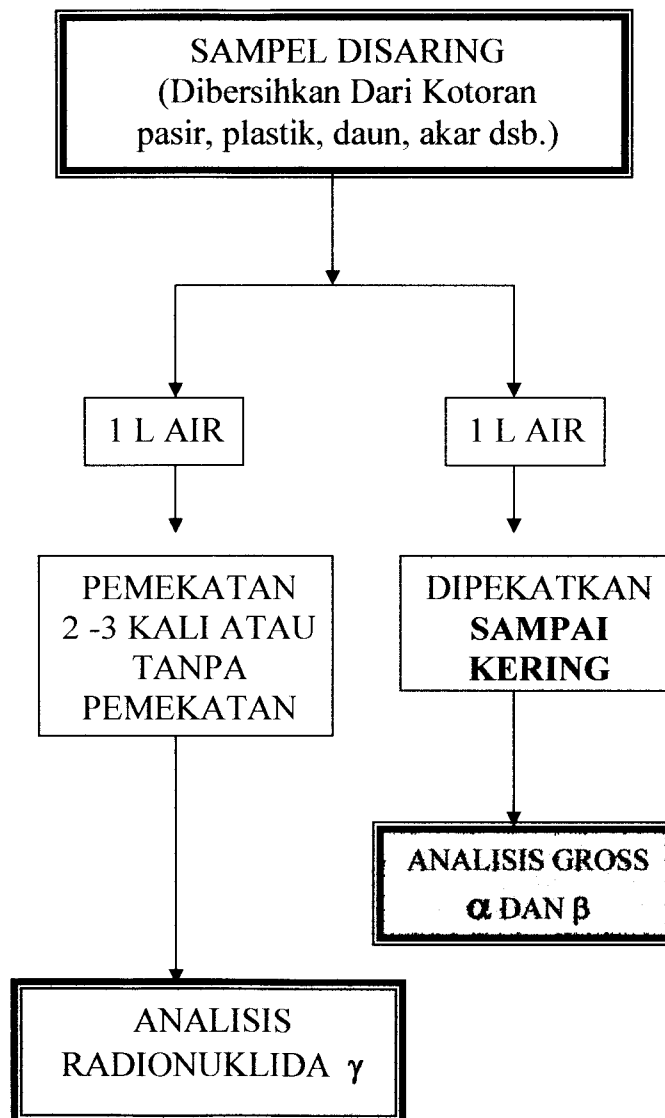 SAMPEL DISARING
(Dibersihkan Dari Kotoran
pasir, plastik, daun, akar dsb.)
1 L AIR
1 L AIR
PEMEKATAN
2 -3 KALI ATAU
TANPA
PEMEKATAN
DIPEKATKAN
SAMPAI
KERING
ANALISIS GROSS
α DAN β
ANALISIS
RADIONUKLIDA γ